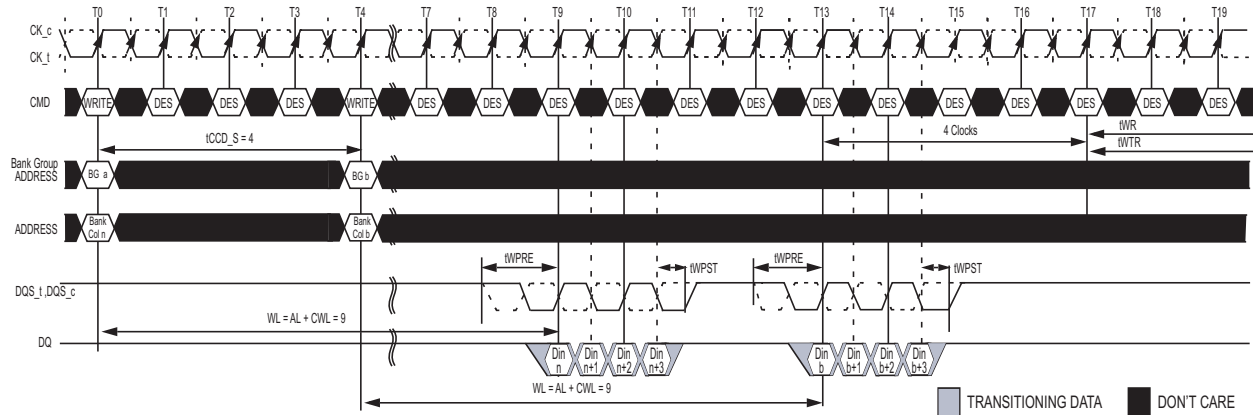 T0 T1 T2 T3 T4 T7 T8 T9 T10 T11 T12 T13 T14 T15 T16 T17 T18 T19
CK_c
CK_t
CMD WRITE DES DES DES WRITE DES DES DES DES DES DES DES DES DES DES DES DES DES
tCCD_S = 4
4 Clocks
tWR
tWTR
Bank Group
ADDRESS
BG a
BG b
ADDRESS
Bank
Col n
Bank
Col b
tWPRE
tWPST
tWPRE
tWPST
DQS_t ,DQS_c
WL = AL + CWL = 9
DQ
Din
n
Din
n+1
Din
n+2
Din
n+3
Din
b
Din
b+1
Din
b+2
Din
b+3
WL = AL + CWL = 9
TRANSITIONING DATA
DON'T CARE